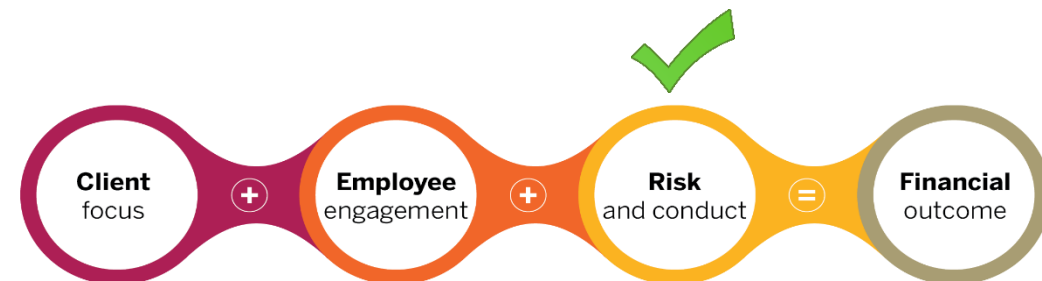 Client
focus
+
Employee
engagement
+
Risk
and conduct
=
Financial
outcome